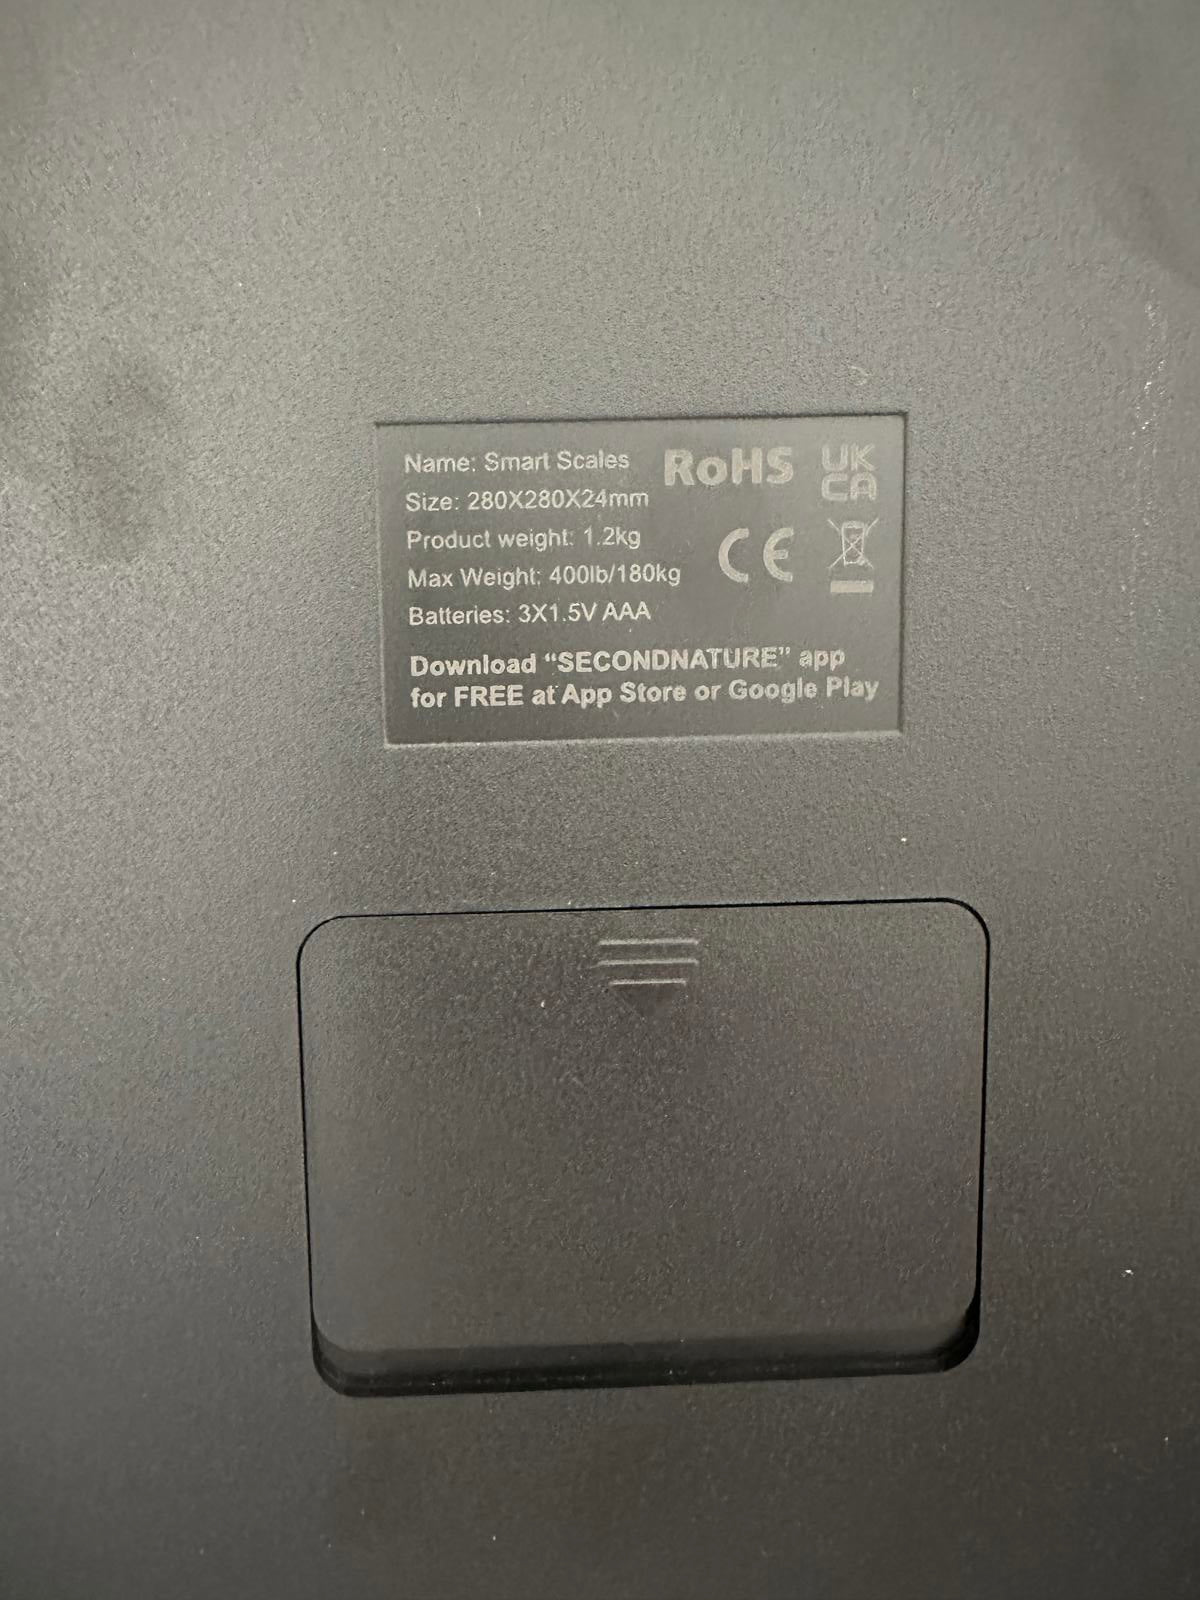 Name: Smart Scales
Size: 280X280X24mm
Product weight: 1.2kg
Max Weight: 400lb/180kg
Batteries: 3X1.5V AAA
RoHS
UK
CA
CE
Download “SECONDNATURE” app
for FREE at App Store or Google Play